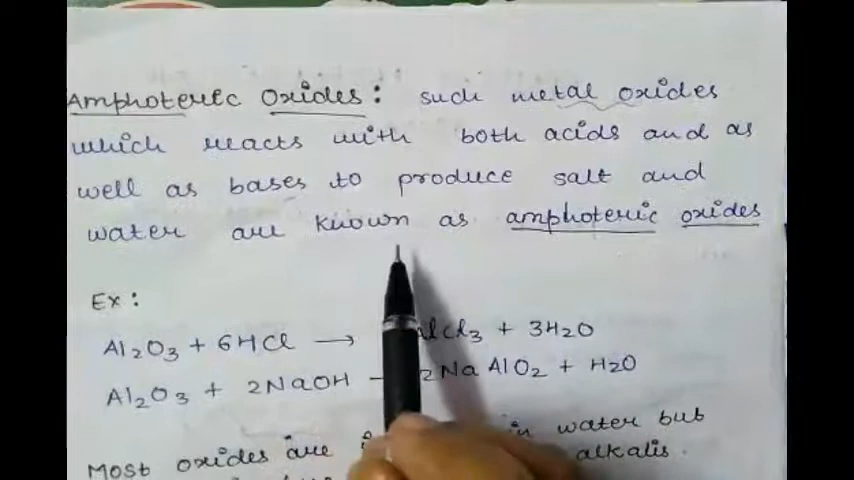 Amphoteric Oxides: such metal oxides
which reacts with both acids and as
well as bases to produce salt and
water are known as amphoteric oxides
Ex:
Al2O3 + 6HCl → AlCl3 + 3H2O
Al2O3 + 2NaOH 2NaAlO2 + H2O
Most oxides are in water but
alkalis.